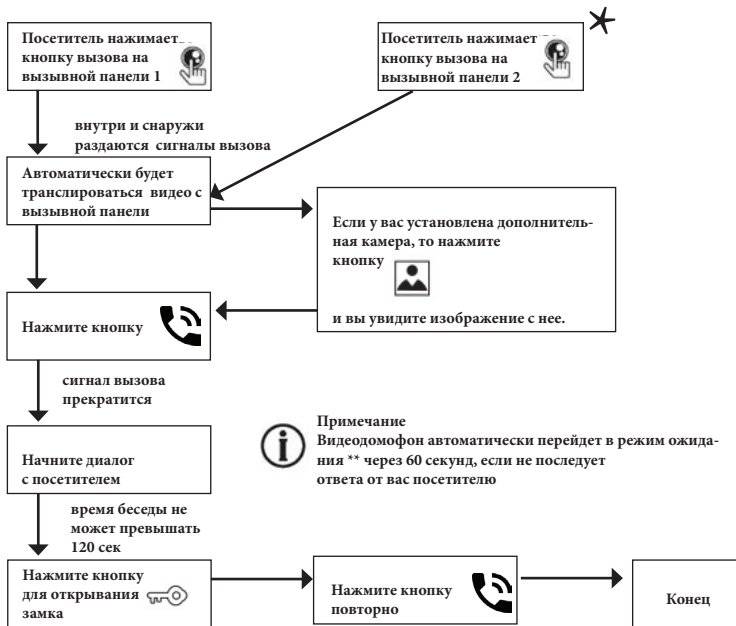 Посетитель нажимает
кнопку вызова на
вызывной панели 1
Посетитель нажимает
кнопку вызова на
вызывной панели 2
внутри и снаружи
раздаются сигналы вызова
Автоматически будет
транслироваться видео с
вызывной панели
Если у вас установлена дополнитель-
ная камера, то нажмите
кнопку
и вы увидите изображение с нее.
Нажмите кнопку
сигнал вызова
прекратится
Примечание
Видеодомофон автоматически перейдет в режим ожида-
ния ** через 60 секунд, если не последует
ответа от вас посетителю
Начните диалог
с посетителем
время беседы не
может превышать
120 сек
Нажмите кнопку
для открывания
замка
Нажмите кнопку
повторно
Конец